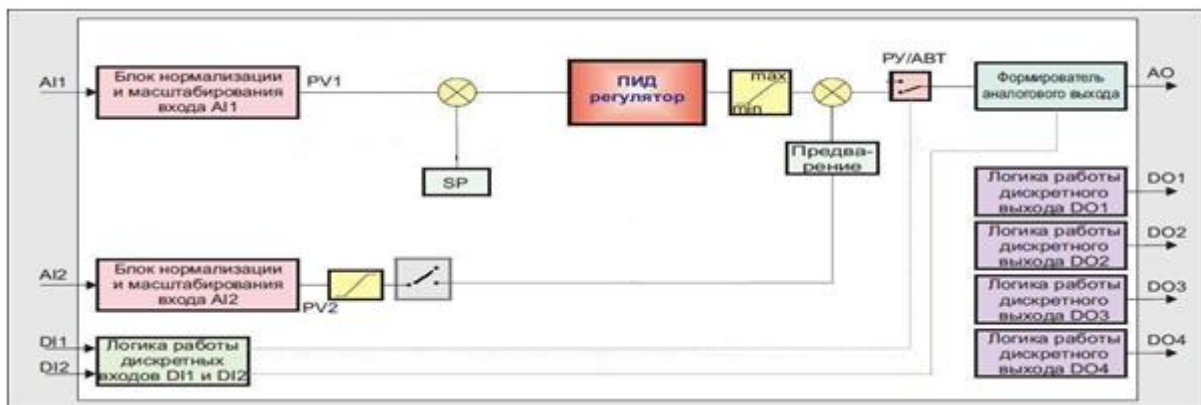 AI1
Блок нормализации
и масштабирования
входа AI1
PV1
SP
ПИД
регулятор
max
min
Предва-
рение
РУ/АВТ
Формирователь
аналогового выхода
AO
AI2
Блок нормализации
и масштабирования
входа AI2
PV2
DI1
DI2
Логика работы
дискретных
входов DI1 и DI2
Логика работы
дискретного
выхода DO1
DO1
Логика работы
дискретного
выхода DO2
DO2
Логика работы
дискретного
выхода DO3
DO3
Логика работы
дискретного
выхода DO4
DO4